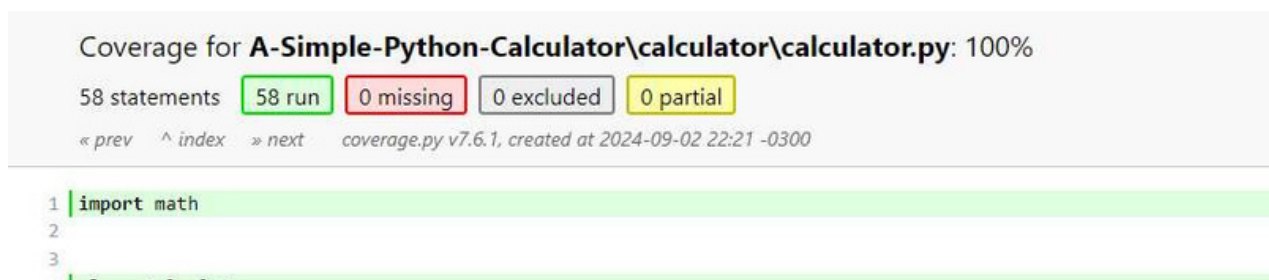 Coverage for A-Simple-Python-Calculator\calculator\calculator.py: 100%
58 statements 58 run 0 missing 0 excluded 0 partial
« prev ^ index » next coverage.py v7.6.1, created at 2024-09-02 22:21 -0300
1 import math
2
3